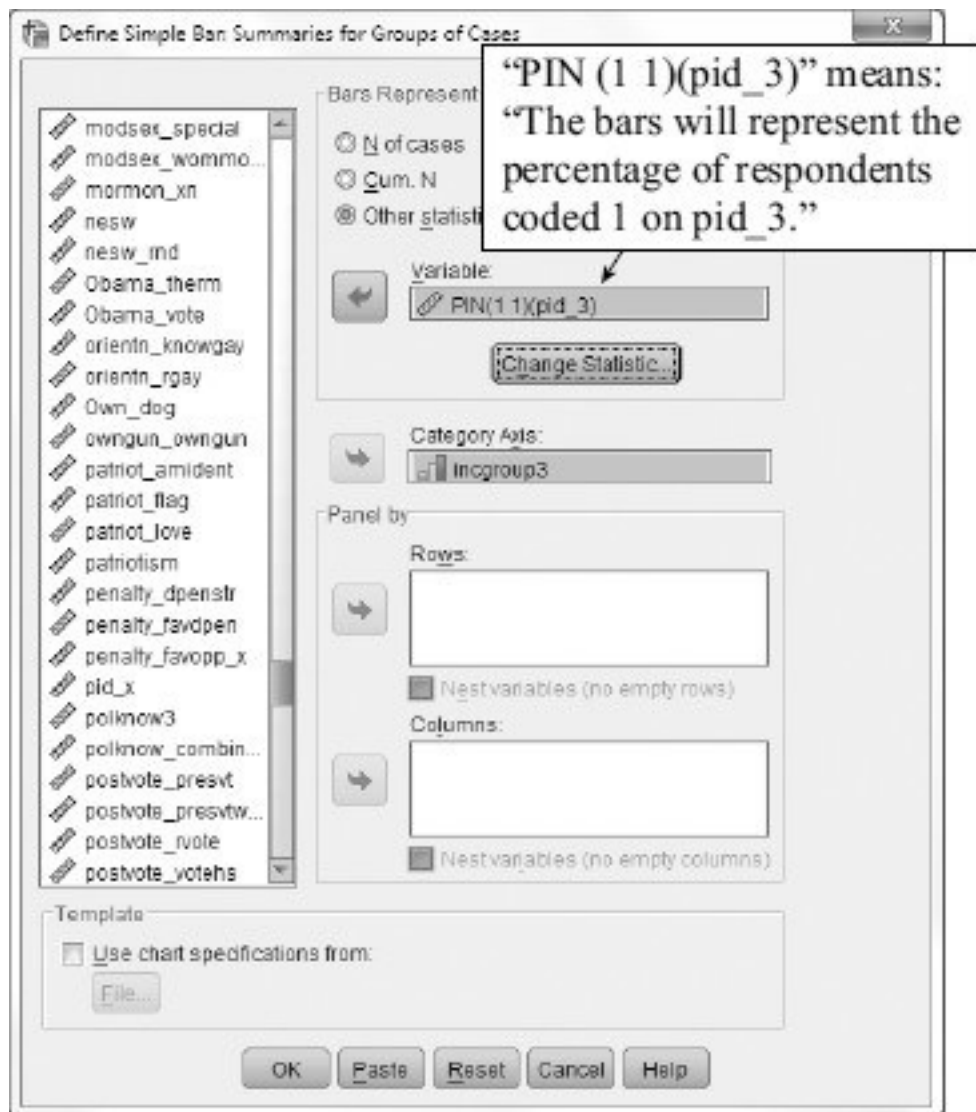 Define Simple Bar: Summaries for Groups of Cases
x
"PIN (1 1)(pid_3)" means:
"The bars will represent the
percentage of respondents
coded 1 on pid_3."
Bars Represent
N of cases
Cum. N
Other statisti
Variable:
PIN(1 1)(pid_3)
Change Statistic...
Category Axis:
incgroup3
Panel by
Rows:
Nest variables (no empty rows)
Columns:
Nest variables (no empty columns)
modsex_special
modsex_wommo...
mormon_xn
nesw
nesw_rnd
Obama_therm
Obama_vote
orientn_knowgay
orientn_rgay
Own_dog
owngun_owngun
patriot_amident
patriot_flag
patriot_love
patriotism
penalty_dpenstr
penalty_favdpen
penalty_favopp_x
pid_x
polknow3
polknow_combin...
postvote_presvt
postvote_presvtw...
postvote_rvote
postvote_votehs
Template
Use chart specifications from:
File...
OK
Paste
Reset
Cancel
Help